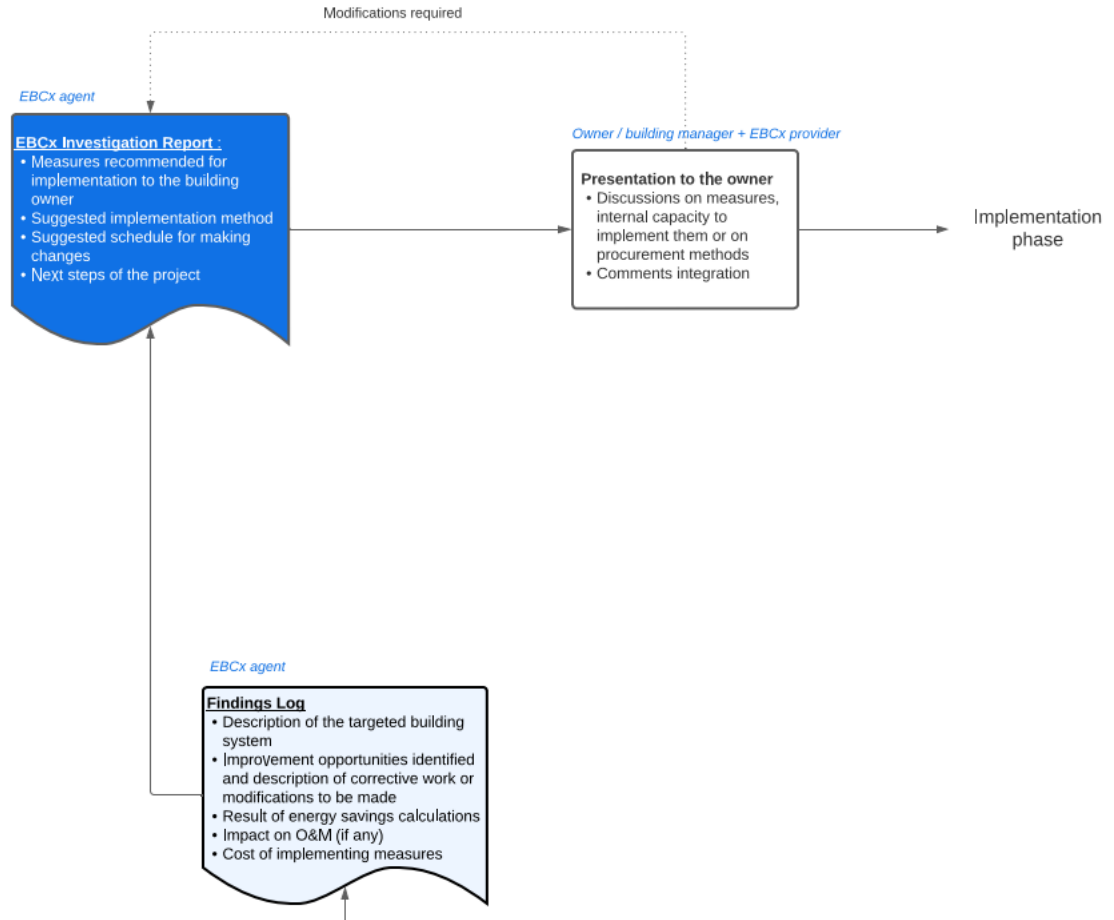 Modifications required
EBCx agent
EBCx Investigation Report :
• Measures recommended for
implementation to the building
owner
• Suggested implementation method
• Suggested schedule for making
changes
• Next steps of the project
Owner / building manager + EBCx provider
Presentation to the owner
• Discussions on measures,
internal capacity to
implement them or on
procurement methods
• Comments integration
Implementation
phase
EBCx agent
Findings Log
• Description of the targeted building
system
• Improvement opportunities identified
and description of corrective work or
modifications to be made
• Result of energy savings calculations
• Impact on O&M (if any)
• Cost of implementing measures